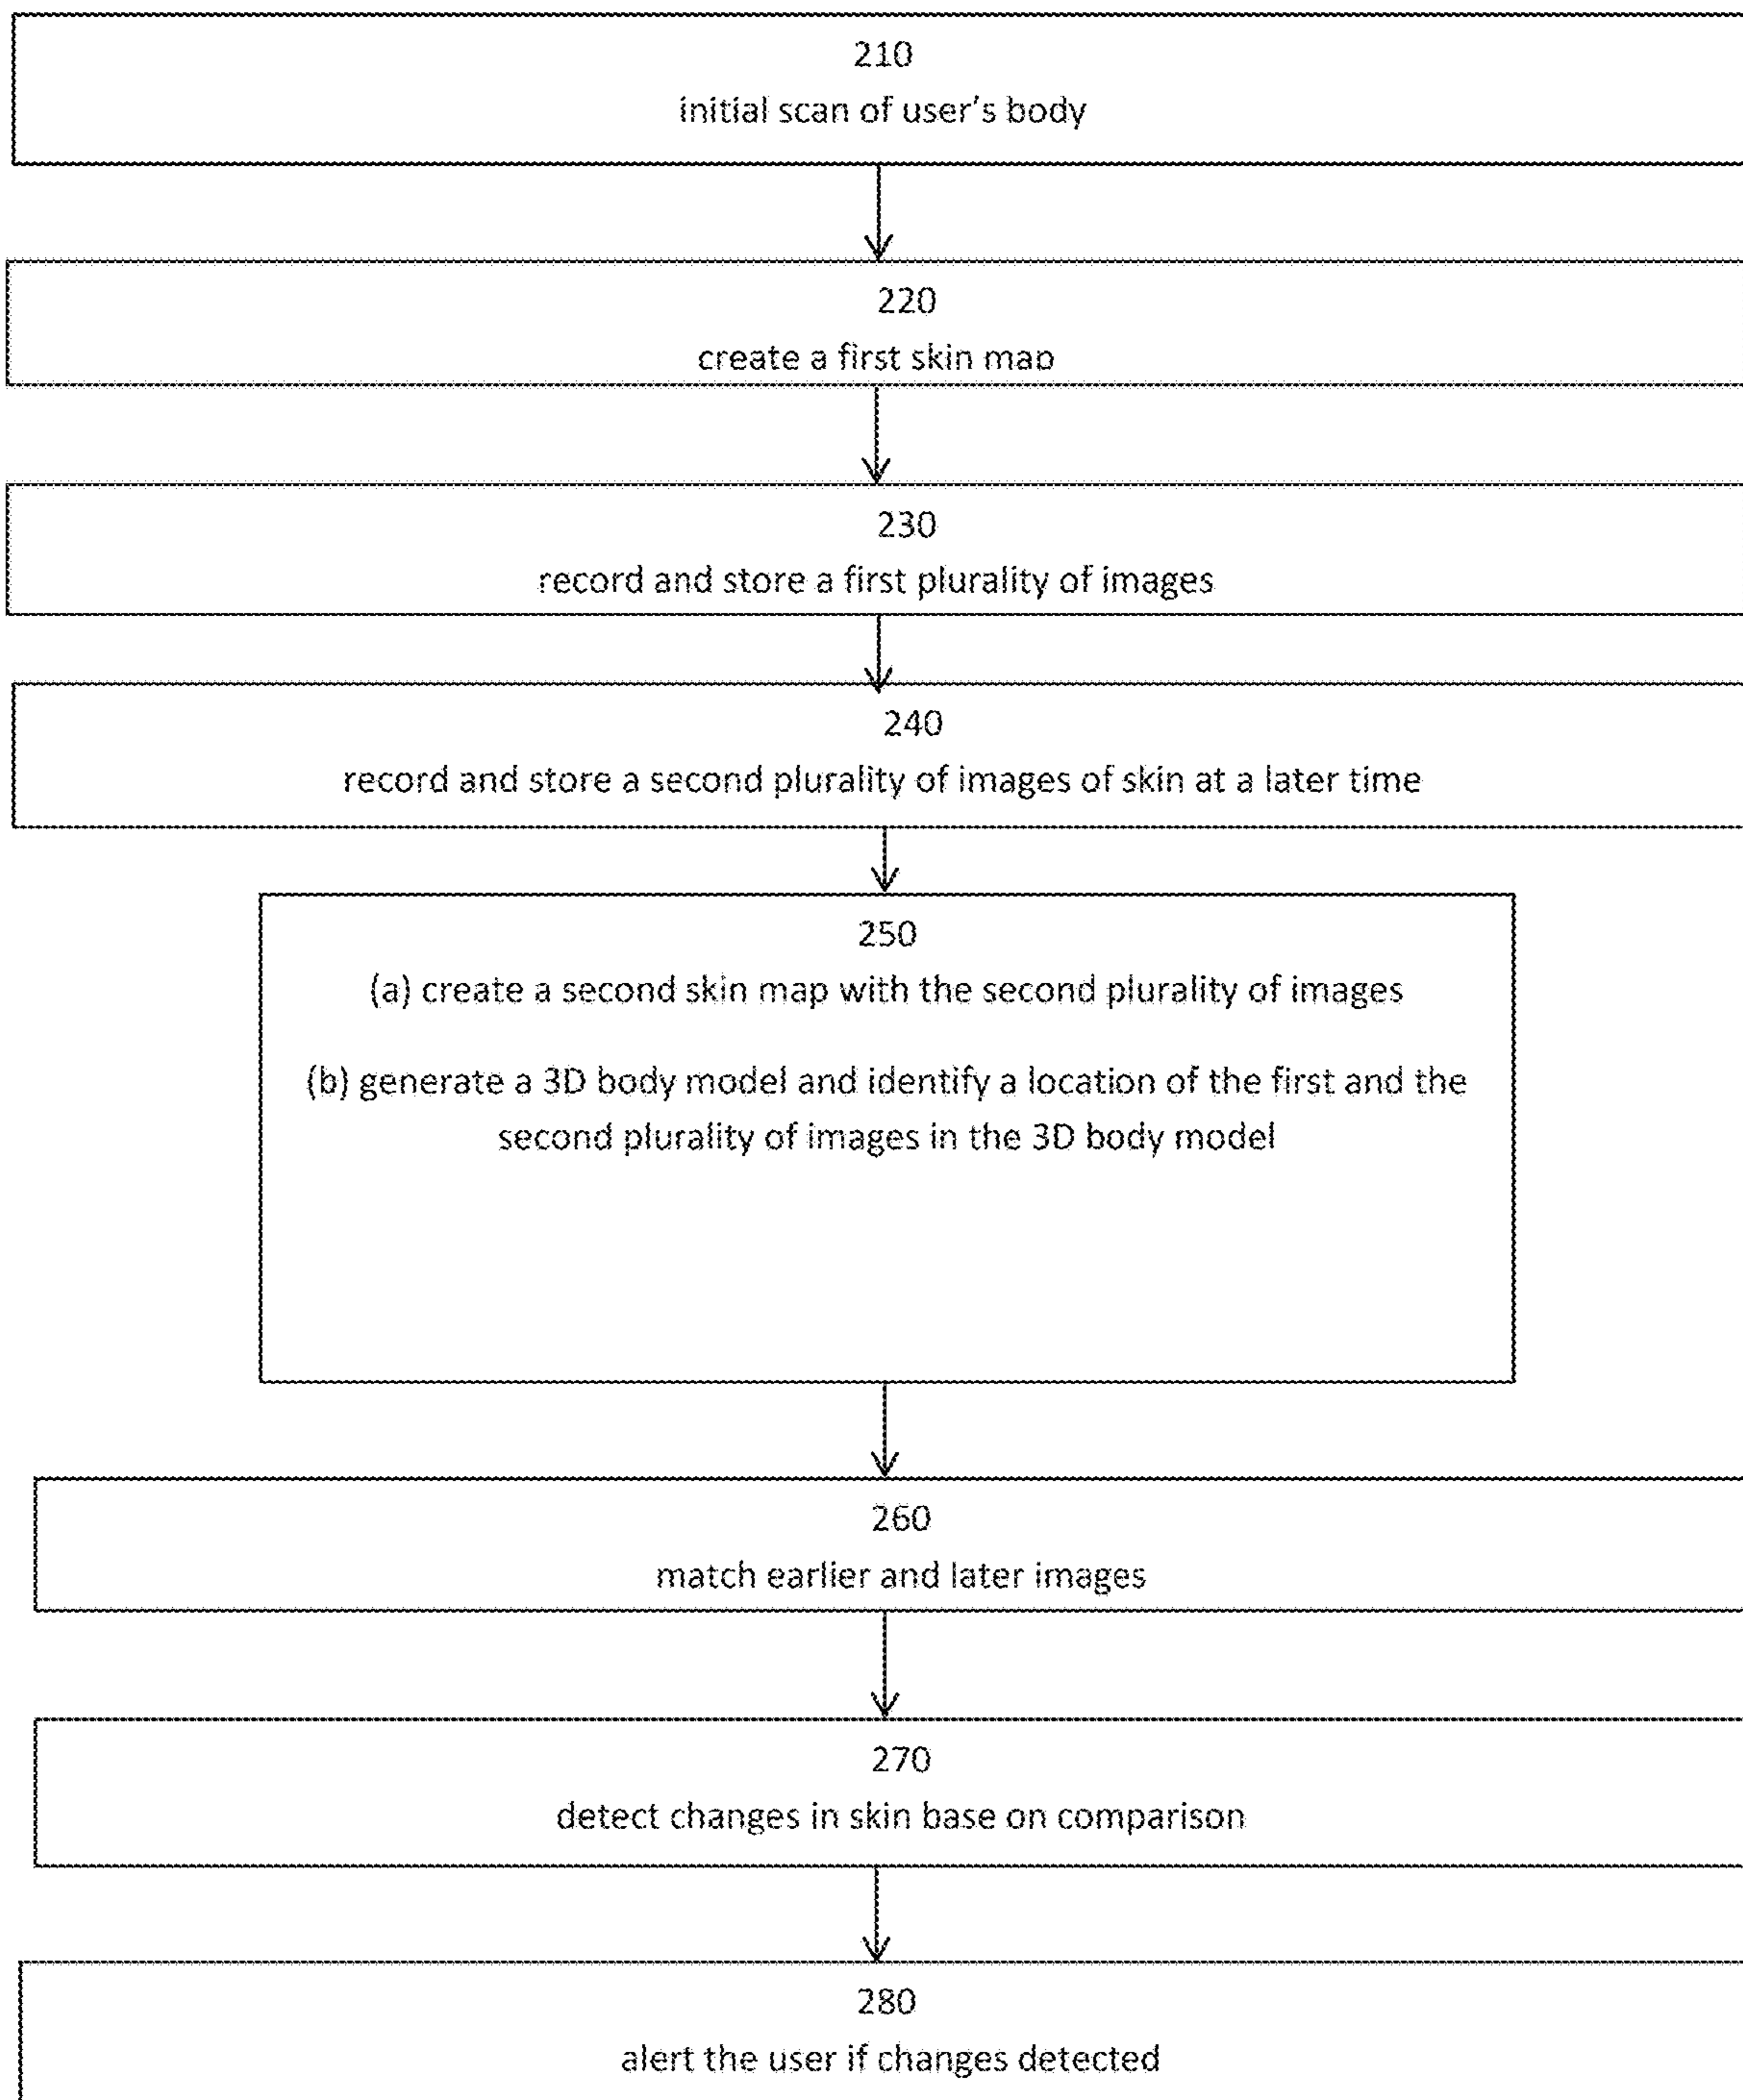 210
initial scan of user's body
220
create a first skin map
230
record and store a first plurality of images
240
record and store a second plurality of images of skin at a later time
250
(a) create a second skin map with the second plurality of images
(b) generate a 3D body model and identify a location of the first and the
second plurality of images in the 3D body model
260
match earlier and later images
270
detect changes in skin base on comparison
280
alert the user if changes detected